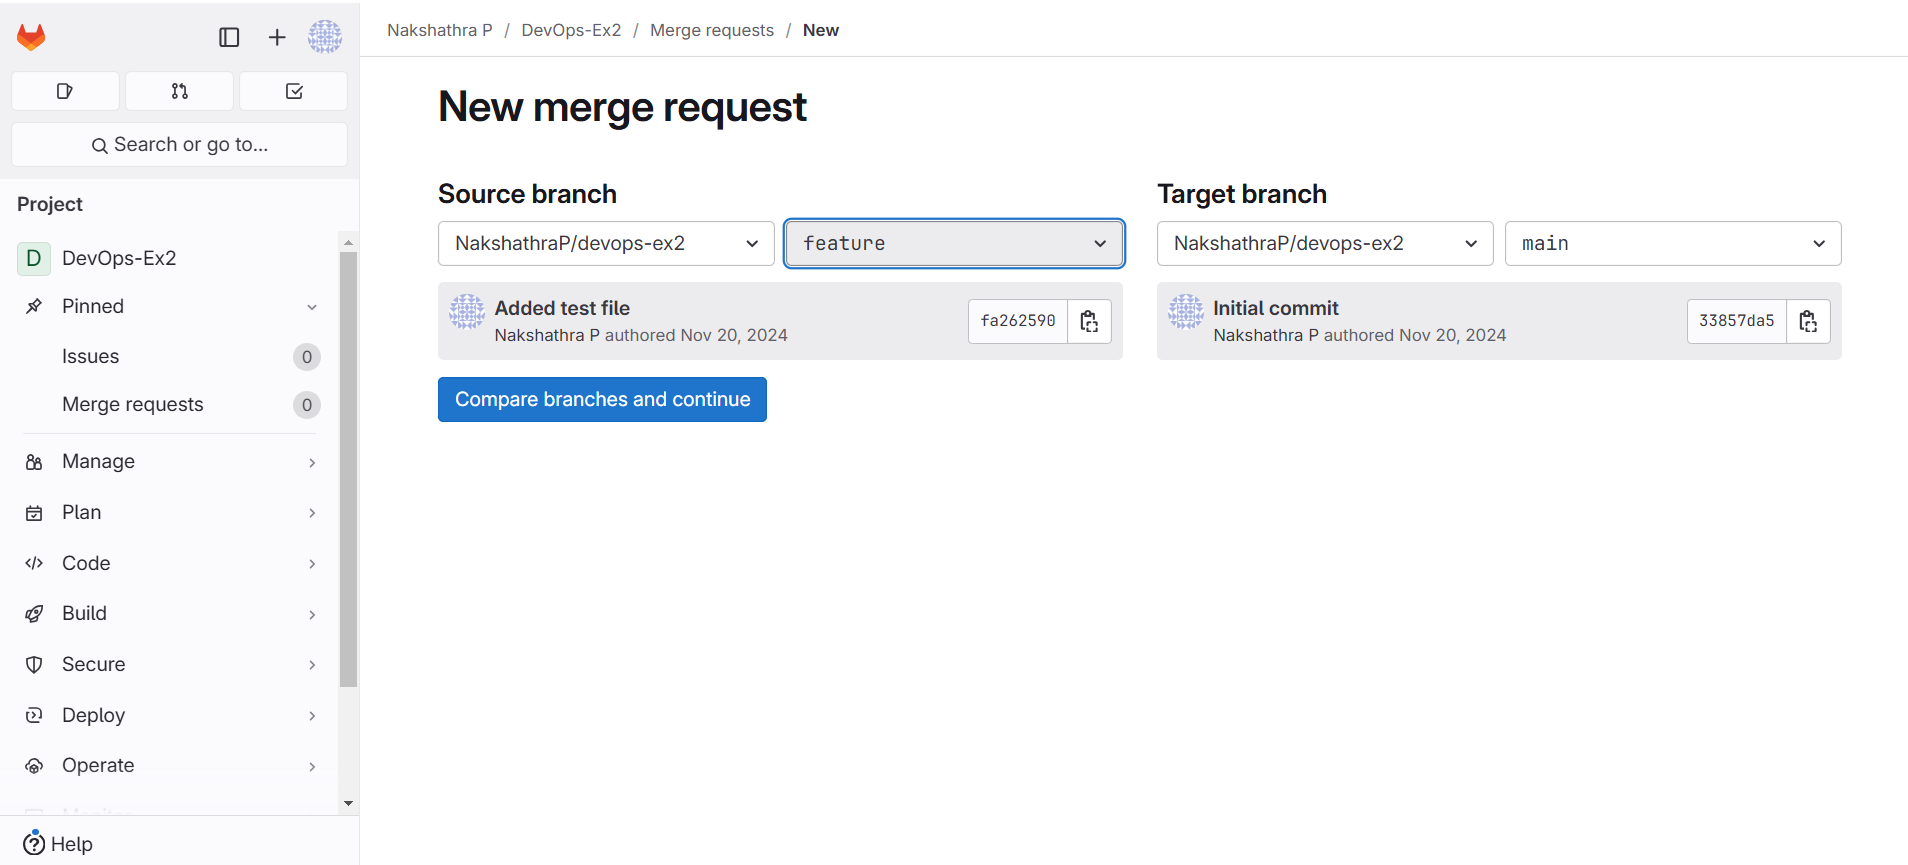 Nakshathra P / DevOps-Ex2 / Merge requests / New
Search or go to...
Project
D DevOps-Ex2
Pinned
Issues 0
Merge requests 0
Manage
Plan
Code
Build
Secure
Deploy
Operate
Help
New merge request
Source branch
NakshathraP/devops-ex2 feature
Added test file
Nakshathra P authored Nov 20, 2024
fa262590
Compare branches and continue
Target branch
NakshathraP/devops-ex2 main
Initial commit
Nakshathra P authored Nov 20, 2024
33857da5